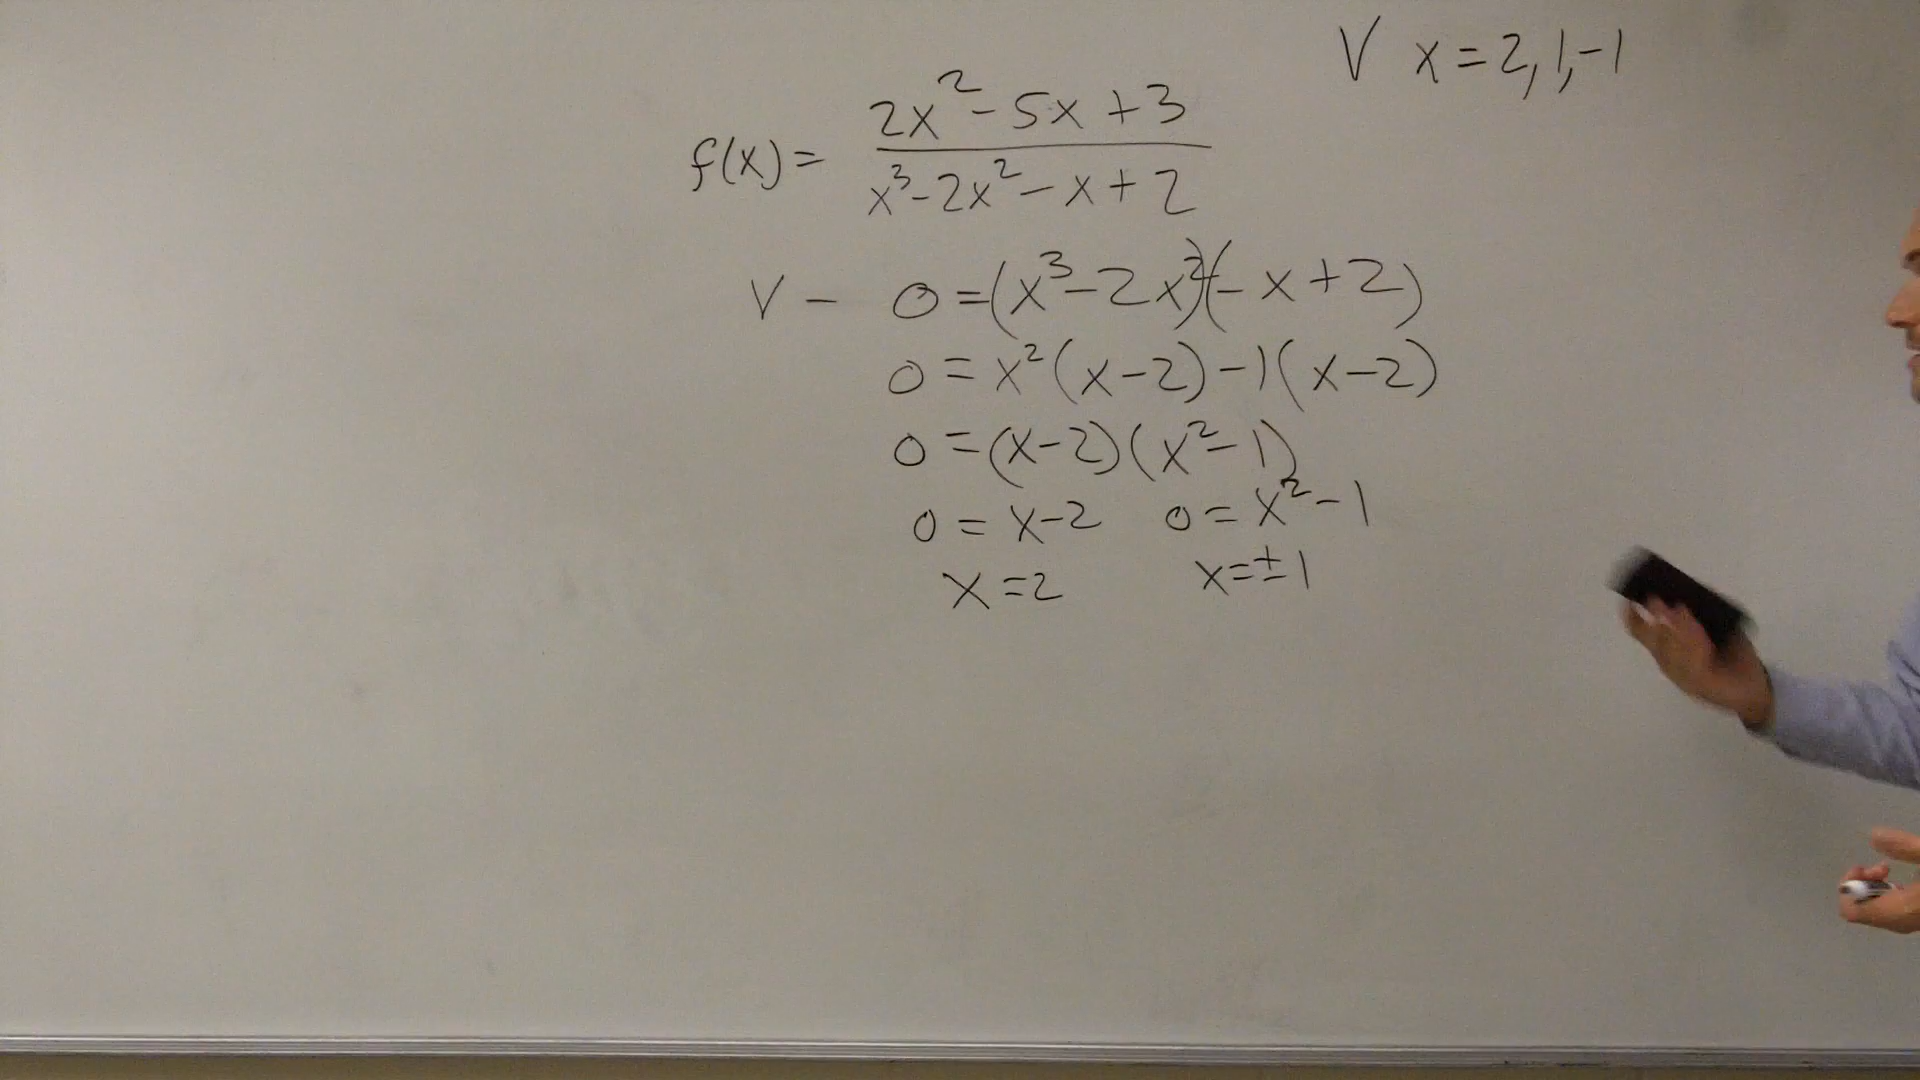 V x = 2, 1, -1
f(x) = (2x² - 5x + 3)/(x³ - 2x² - x + 2)
V - 0 = (x³ - 2x²)(- x + 2)
0 = x²(x - 2) - 1(x - 2)
0 = (x - 2)(x² - 1)
0 = x - 2 0 = x² - 1
x = 2 x = ± 1